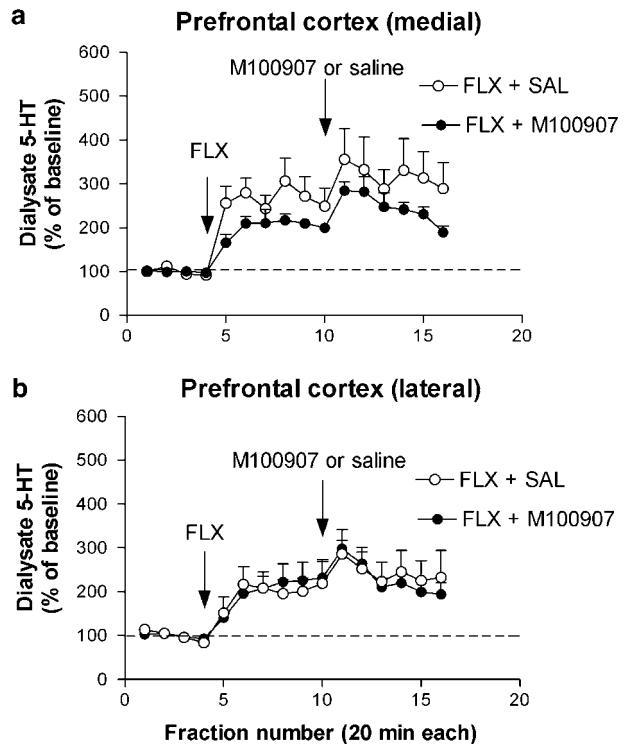 a
Prefrontal cortex (medial)
Dialysate 5-HT
(% of baseline)
600
500
400
300
200
100
0
M100907 or saline
FLX
FLX + SAL
FLX + M100907
0
5
10
15
20
b
Prefrontal cortex (lateral)
Dialysate 5-HT
(% of baseline)
600
500
400
300
200
100
0
M100907 or saline
FLX
FLX + SAL
FLX + M100907
0
5
10
15
20
Fraction number (20 min each)